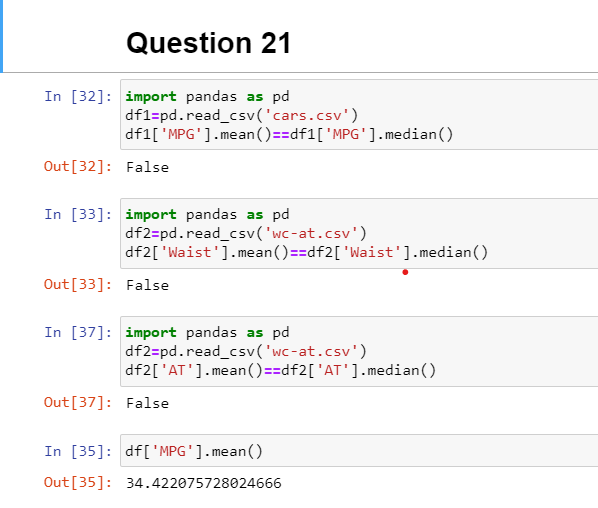 Question 21
In [32]: import pandas as pd
df1=pd.read_csv('cars.csv')
df1['MPG'].mean()==df1['MPG'].median()
Out[32]: False
In [33]: import pandas as pd
df2=pd.read_csv('wc-at.csv')
df2['Waist'].mean()==df2['Waist'].median()
Out[33]: False
In [37]: import pandas as pd
df2=pd.read_csv('wc-at.csv')
df2['AT'].mean()==df2['AT'].median()
Out[37]: False
In [35]: df['MPG'].mean()
Out[35]: 34.422075728024666